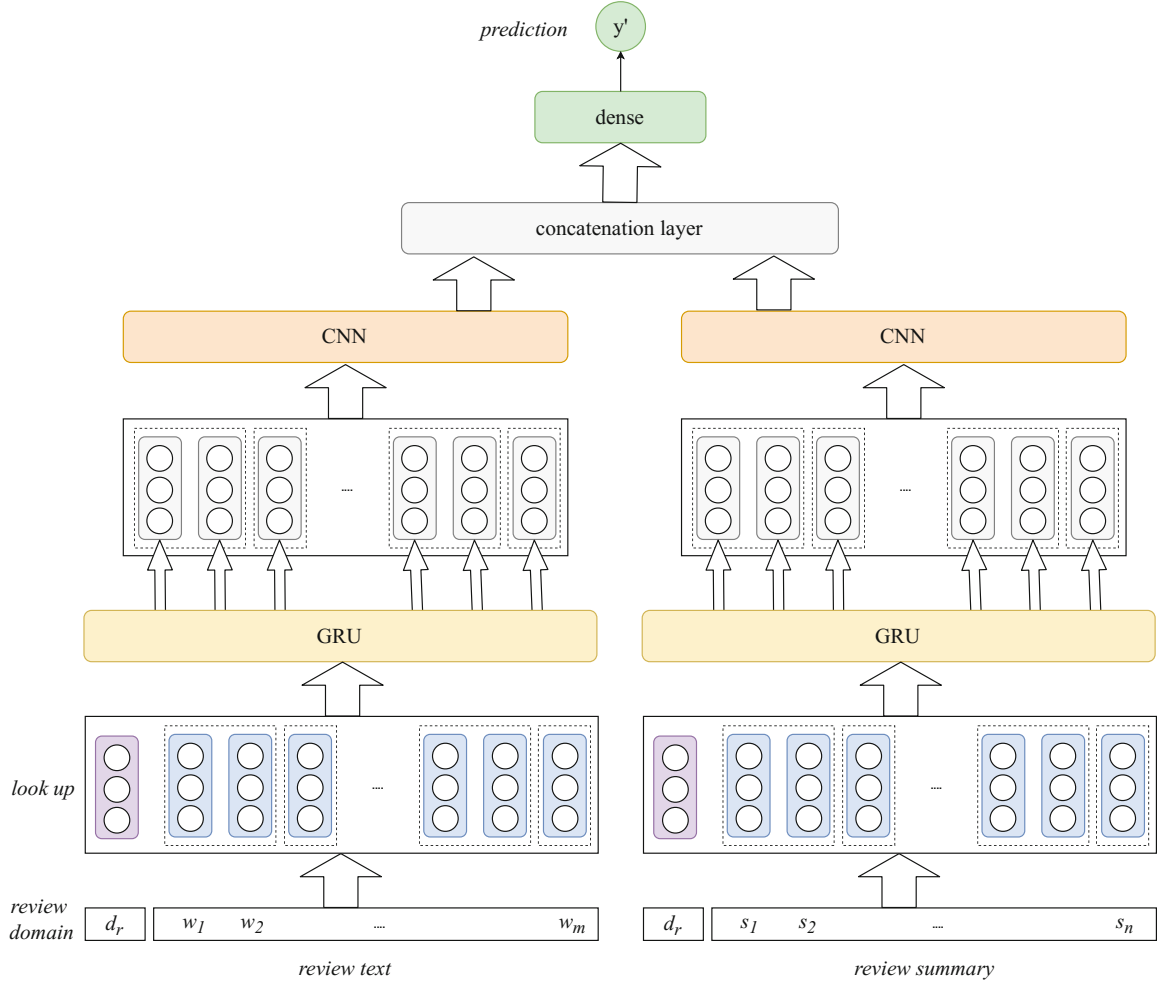 prediction y'
dense
concatenation layer
CNN CNN
.... ....
GRU GRU
look up .... ....
review
domain
d_r w_1 w_2 .... w_m d_r s_1 s_2 .... s_n
review text review summary